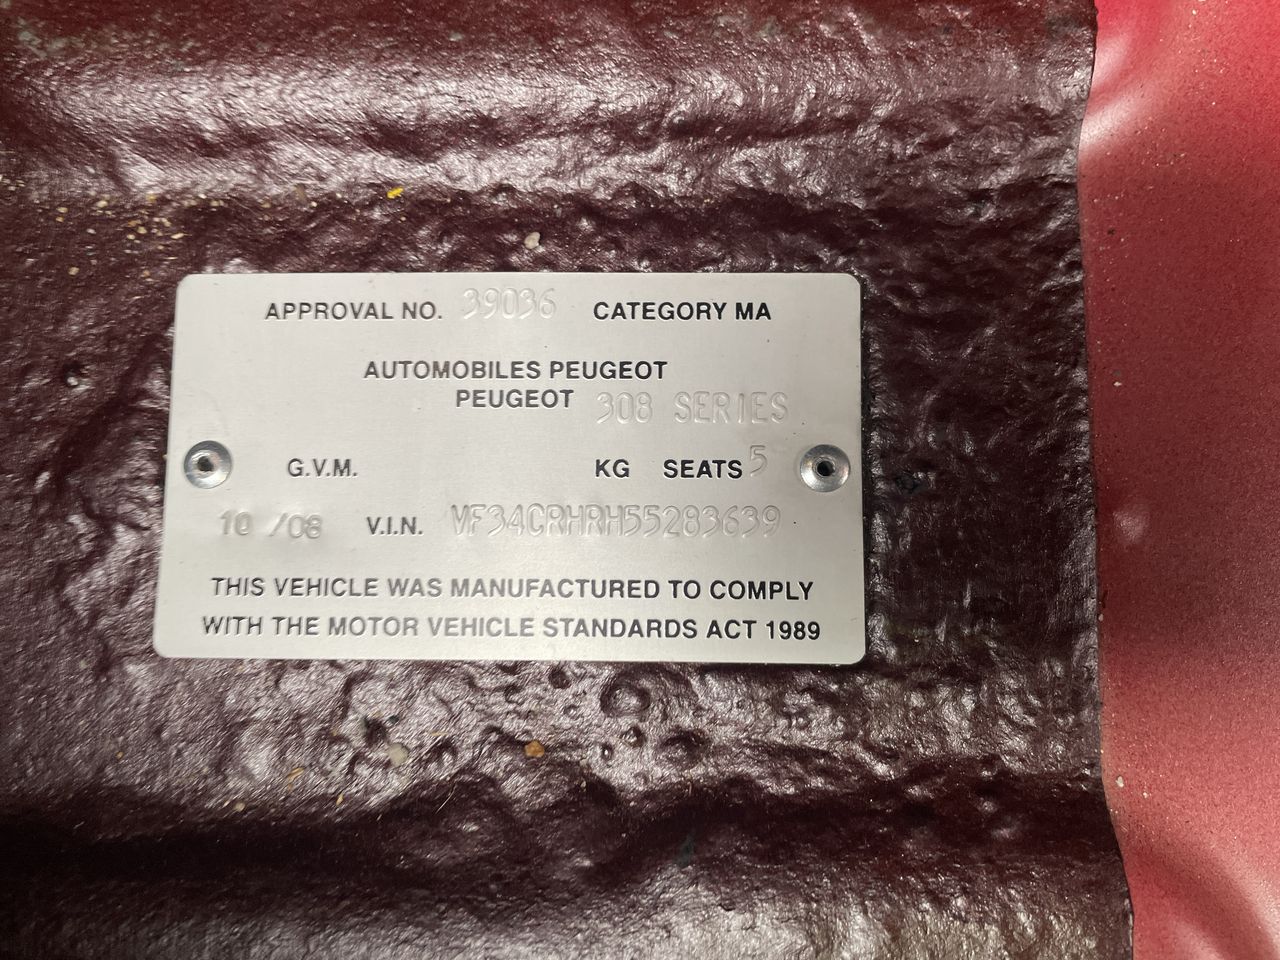 APPROVAL NO. 39036 CATEGORY MA
AUTOMOBILES PEUGEOT
PEUGEOT 308 SERIES
G.V.M. KG SEATS 5
10 /08 V.I.N. VF34CRHRH55283639
THIS VEHICLE WAS MANUFACTURED TO COMPLY
WITH THE MOTOR VEHICLE STANDARDS ACT 1989